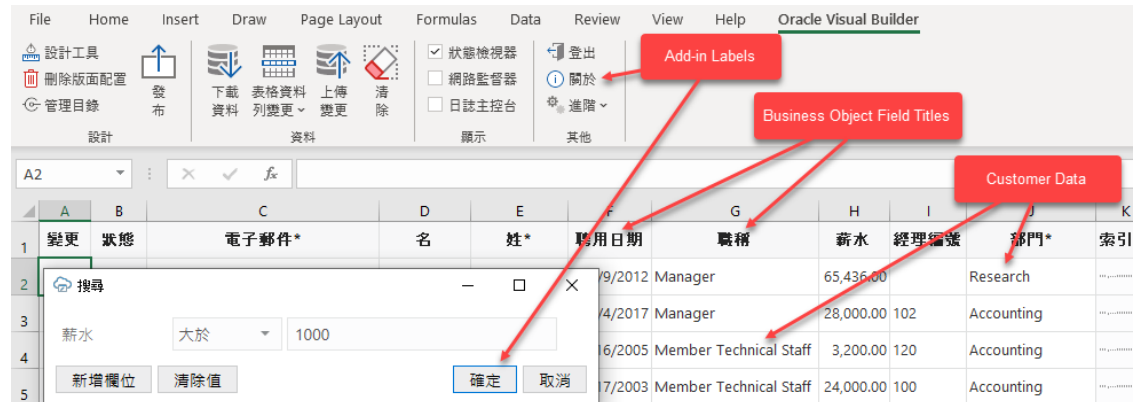 File Home Insert Draw Page Layout Formulas Data Review View Help Oracle Visual Builder
設計工具
刪除版面配置
管理目錄
發布
設計
下載資料
表格資料列變更
上傳變更
清除
資料
狀態檢視器
網路監督器
日誌主控台
顯示
登出
關於
進階
其他
Add-in Labels
Business Object Field Titles
Customer Data
A2 fx
A B C D E F G H I J K
1 變更 狀態 電子郵件* 名 姓* 聘用日期 職稱 薪水 經理編號 部門* 索引
2 /9/2012 Manager 65,436.00 Research
3 /4/2017 Manager 28,000.00 102 Accounting
4 16/2005 Member Technical Staff 3,200.00 120 Accounting
5 17/2003 Member Technical Staff 24,000.00 100 Accounting
搜尋
薪水 大於 1000
新增欄位 清除值 確定 取消